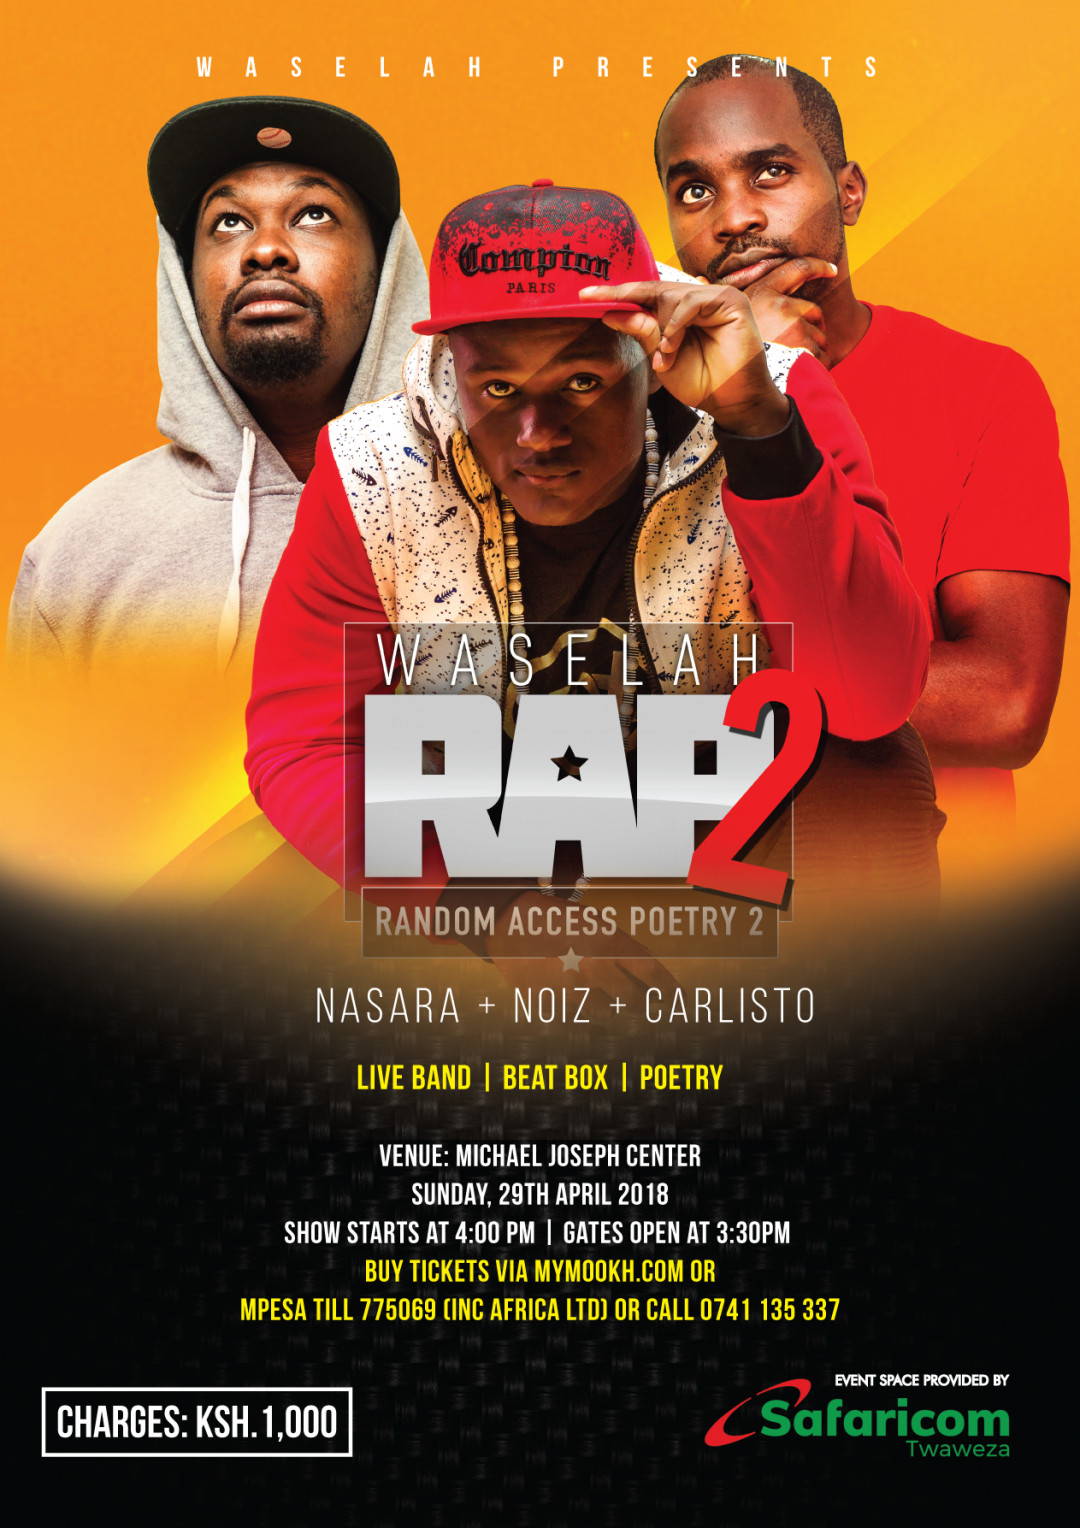 WASELAH PRESENTS
Compton
PARIS
WASELAH
RAP2
RANDOM ACCESS POETRY 2
NASARA + NOIZ + CARLISTO
LIVE BAND | BEAT BOX | POETRY
VENUE: MICHAEL JOSEPH CENTER
SUNDAY, 29TH APRIL 2018
SHOW STARTS AT 4:00 PM | GATES OPEN AT 3:30PM
BUY TICKETS VIA MYMOOKH.COM OR
MPESA TILL 775069 (INC AFRICA LTD) OR CALL 0741 135 337
CHARGES: KSH.1,000
EVENT SPACE PROVIDED BY
Safaricom
Twaweza